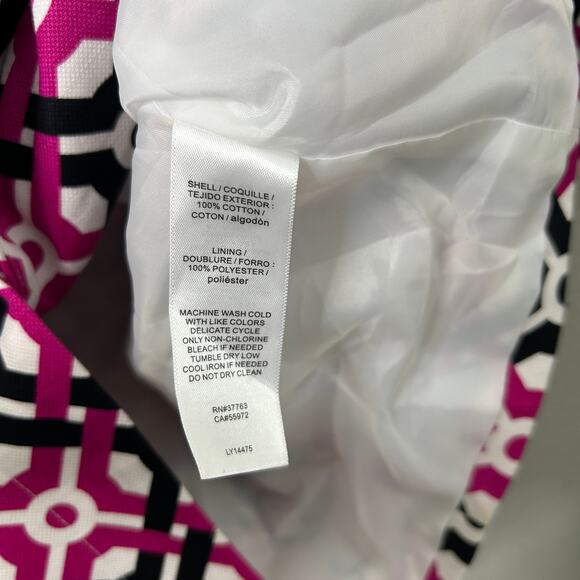 SHELL / COQUILLE /
TEJIDO EXTERIOR :
100% COTTON /
COTON / algodón
LINING /
DOUBLURE / FORRO :
100% POLYESTER /
poliéster
MACHINE WASH COLD
WITH LIKE COLORS
DELICATE CYCLE
ONLY NON-CHLORINE
BLEACH IF NEEDED
TUMBLE DRY LOW
COOL IRON IF NEEDED
DO NOT DRY CLEAN
RN#37763
CA#55972
LY14475